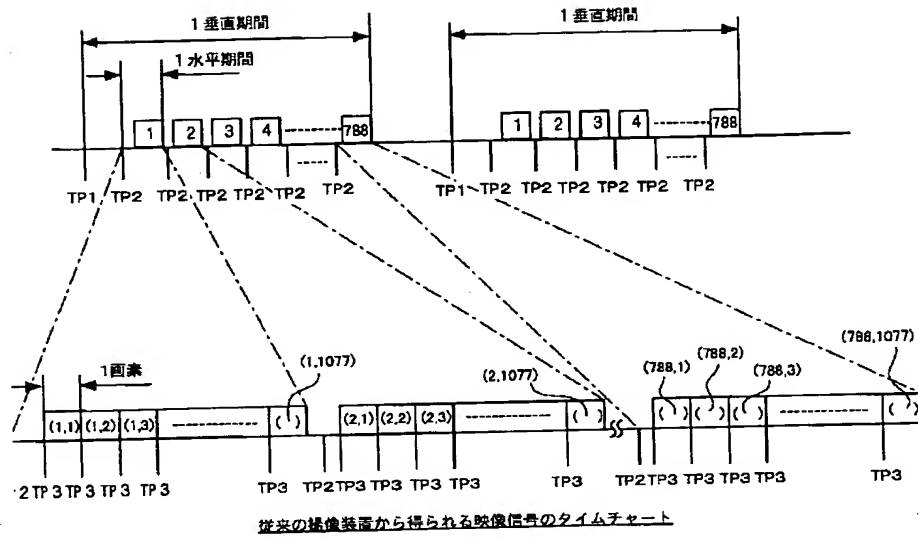 1垂直期間 1垂直期間
1水平期間
1 2 3 4 788 1 2 3 4 788
TP1 TP2 TP2 TP2 TP2 TP2 TP2 TP1 TP2 TP2 TP2 TP2 TP2 TP2
(1,1077) (2,1077) (788,1) (788,2) (788,3) (788,1077)
1画素
(1,1) (1,2) (1,3) ( ) (2,1) (2,2) (2,3) ( ) ( ) ( ) ( ) ( )
2 TP3 TP3 TP3 TP3 TP3 TP2 TP3 TP3 TP3 TP3 TP3 TP2 TP3 TP3 TP3 TP3 TP3
従来の撮像装置から得られる映像信号のタイムチャート